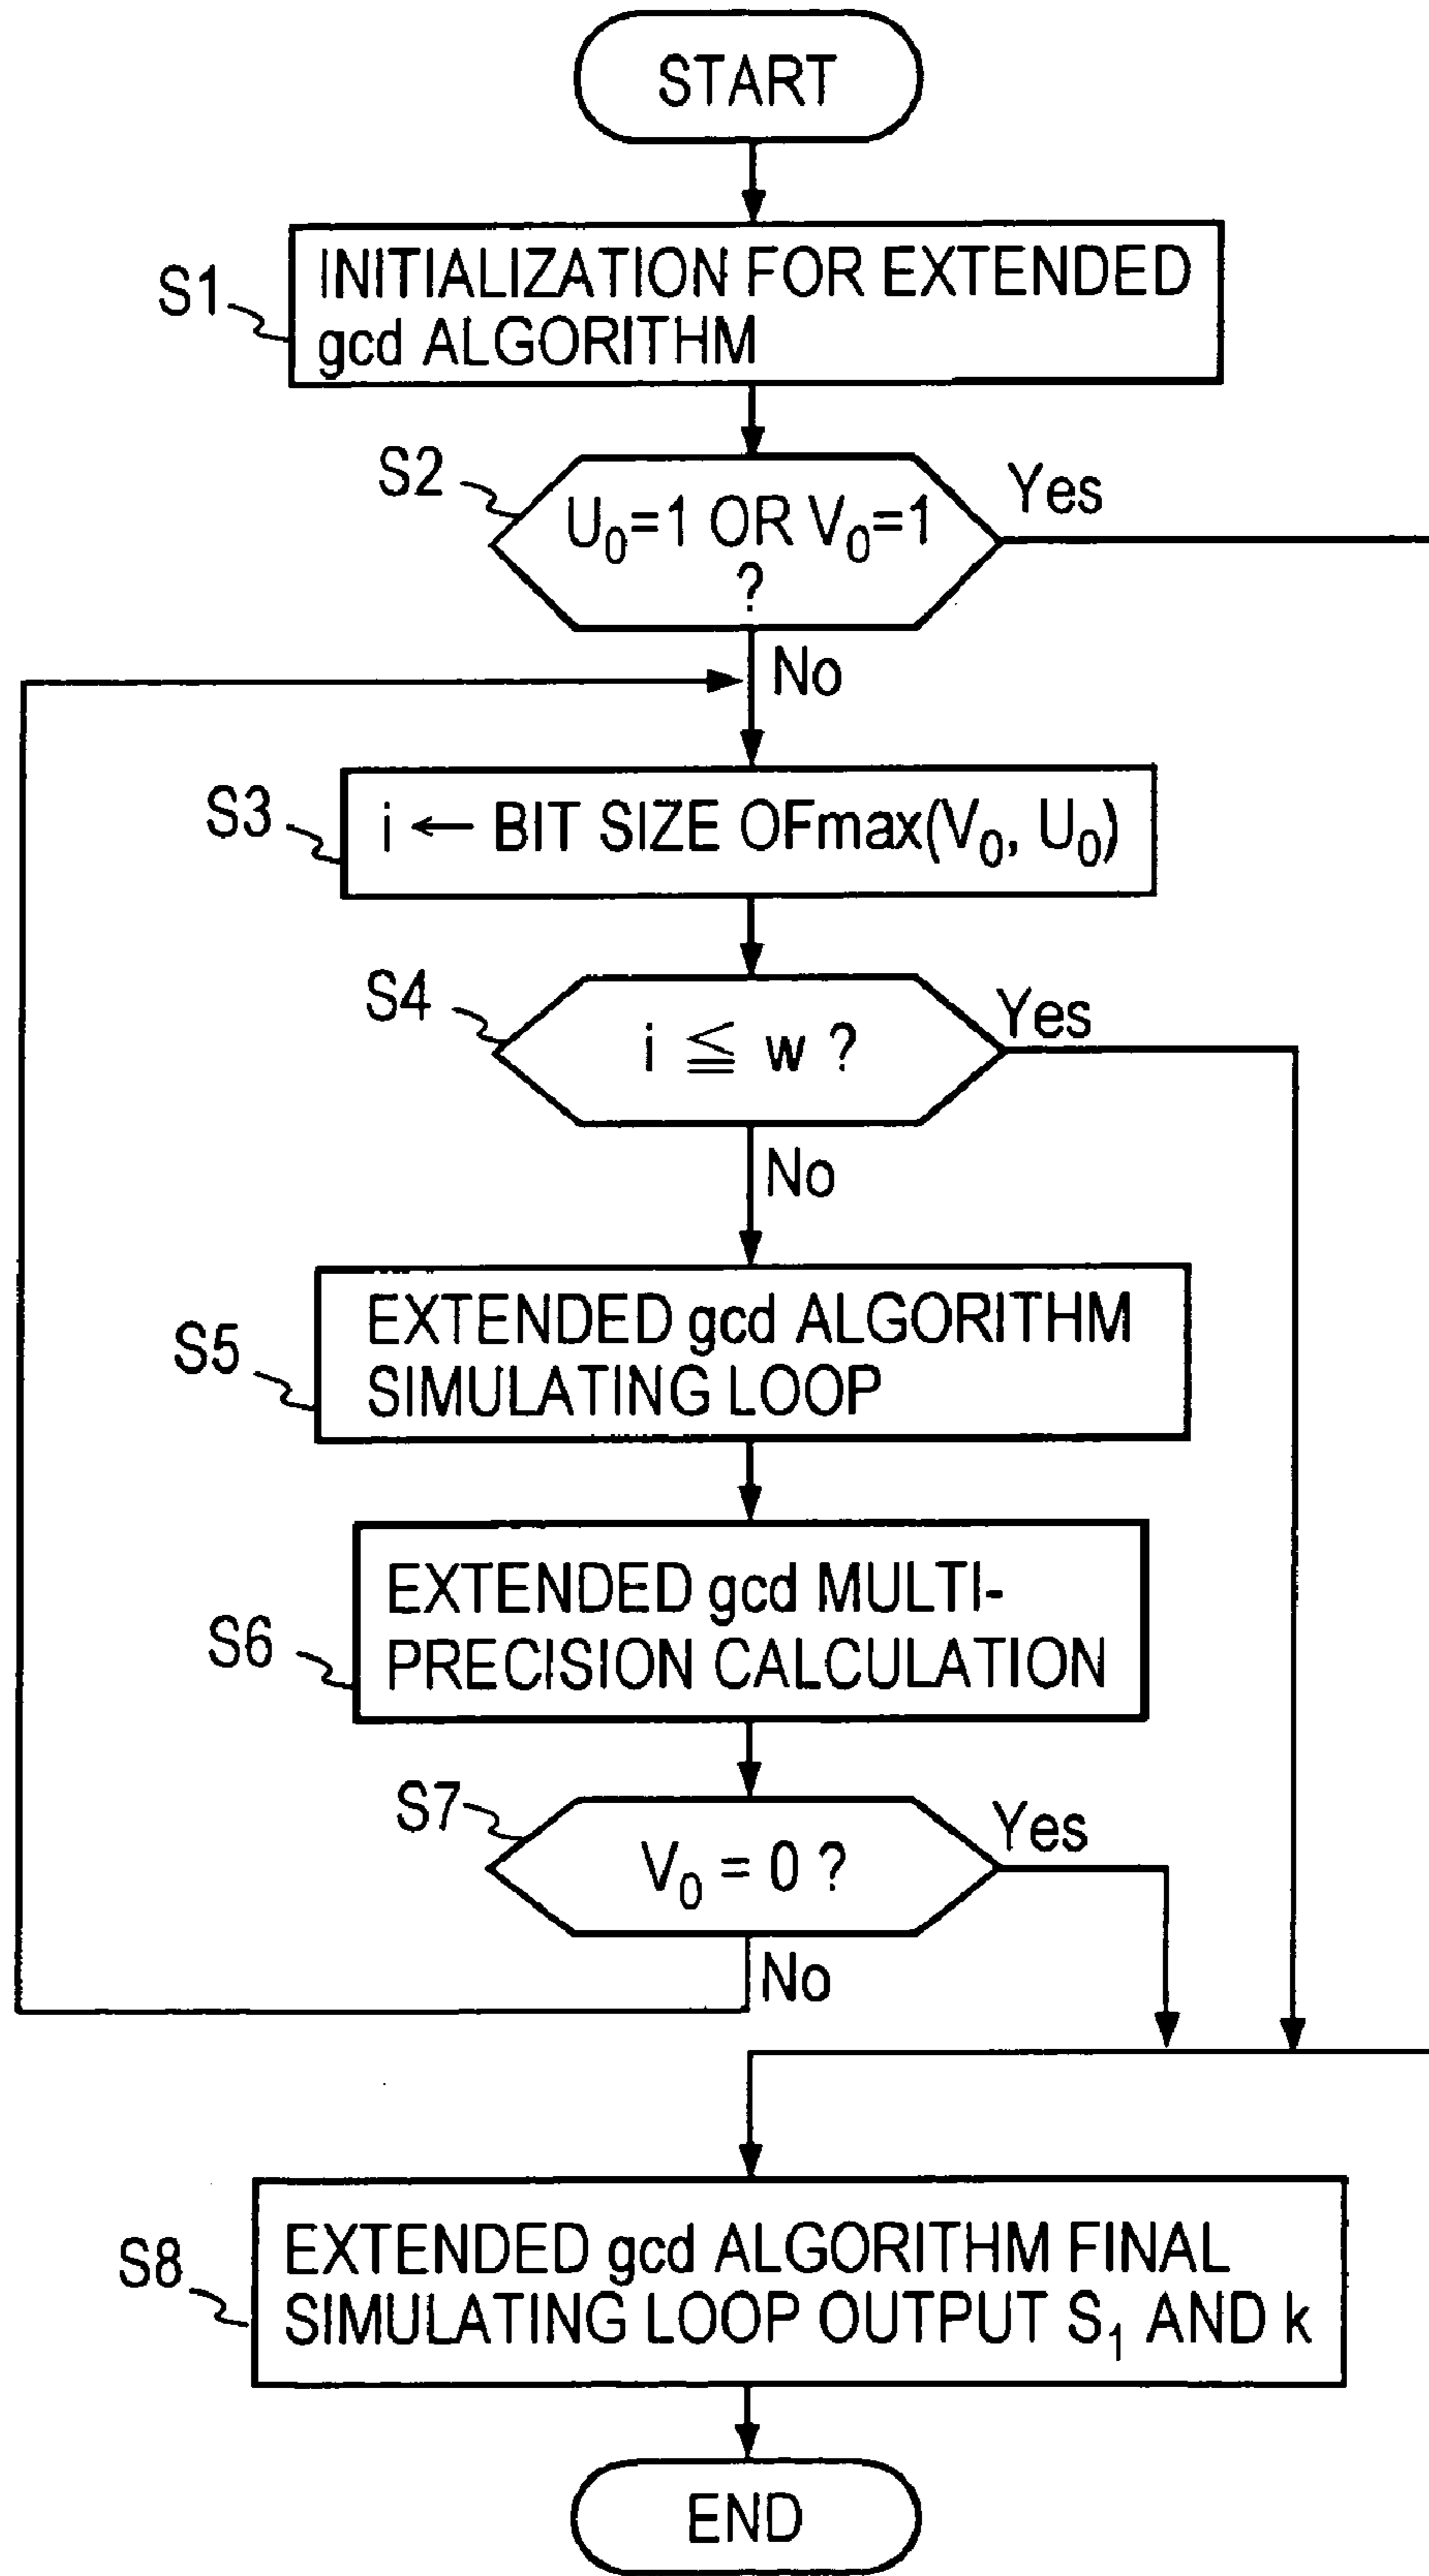 START
S1
INITIALIZATION FOR EXTENDED
gcd ALGORITHM
S2
U₀=1 OR V₀=1
?
Yes
No
S3
i ← BIT SIZE OFmax(V₀, U₀)
S4
i ≦ w ?
Yes
No
S5
EXTENDED gcd ALGORITHM
SIMULATING LOOP
S6
EXTENDED gcd MULTI-
PRECISION CALCULATION
S7
V₀ = 0 ?
Yes
No
S8
EXTENDED gcd ALGORITHM FINAL
SIMULATING LOOP OUTPUT S₁ AND k
END